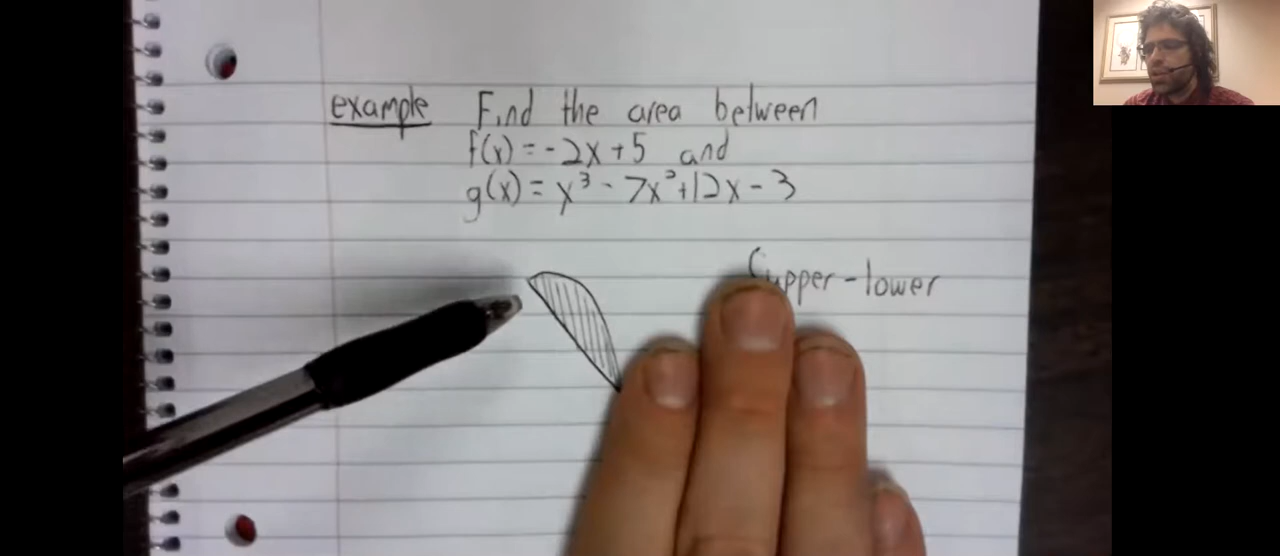 example Find the area between
f(x) = -2x + 5 and
g(x) = x³ - 7x² + 12x - 3
∫upper - lower